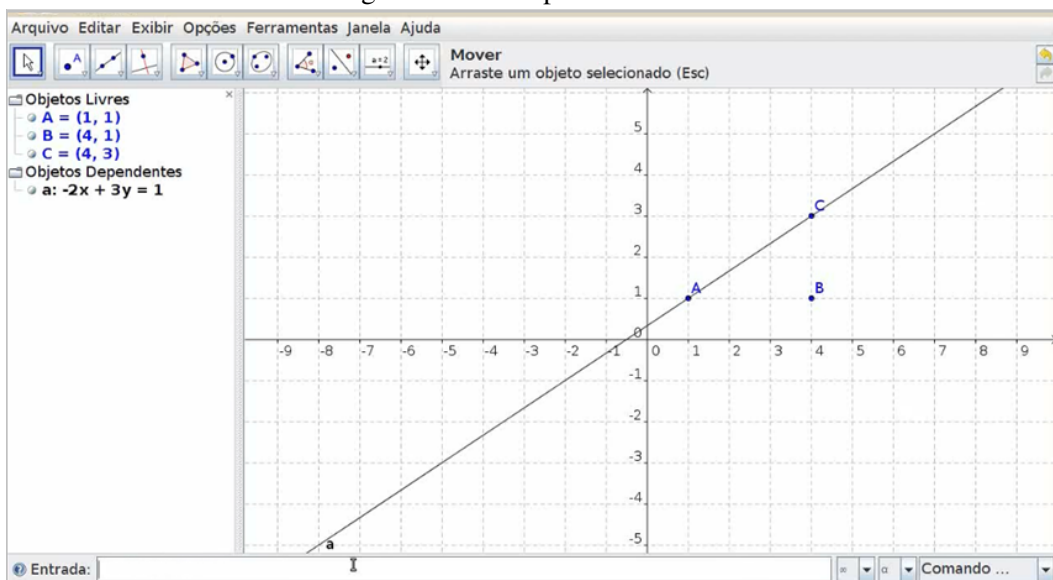 Arquivo Editar Exibir Opções Ferramentas Janela Ajuda
A
a=2
Mover
Arraste um objeto selecionado (Esc)
Objetos Livres
A = (1, 1)
B = (4, 1)
C = (4, 3)
Objetos Dependentes
a: -2x + 3y = 1
5
4
3
2
1
0
-1
-2
-3
-4
-5
-9 -8 -7 -6 -5 -4 -3 -2 -1 0 1 2 3 4 5 6 7 8 9
C
A
B
a
Entrada:
α
Comando ...